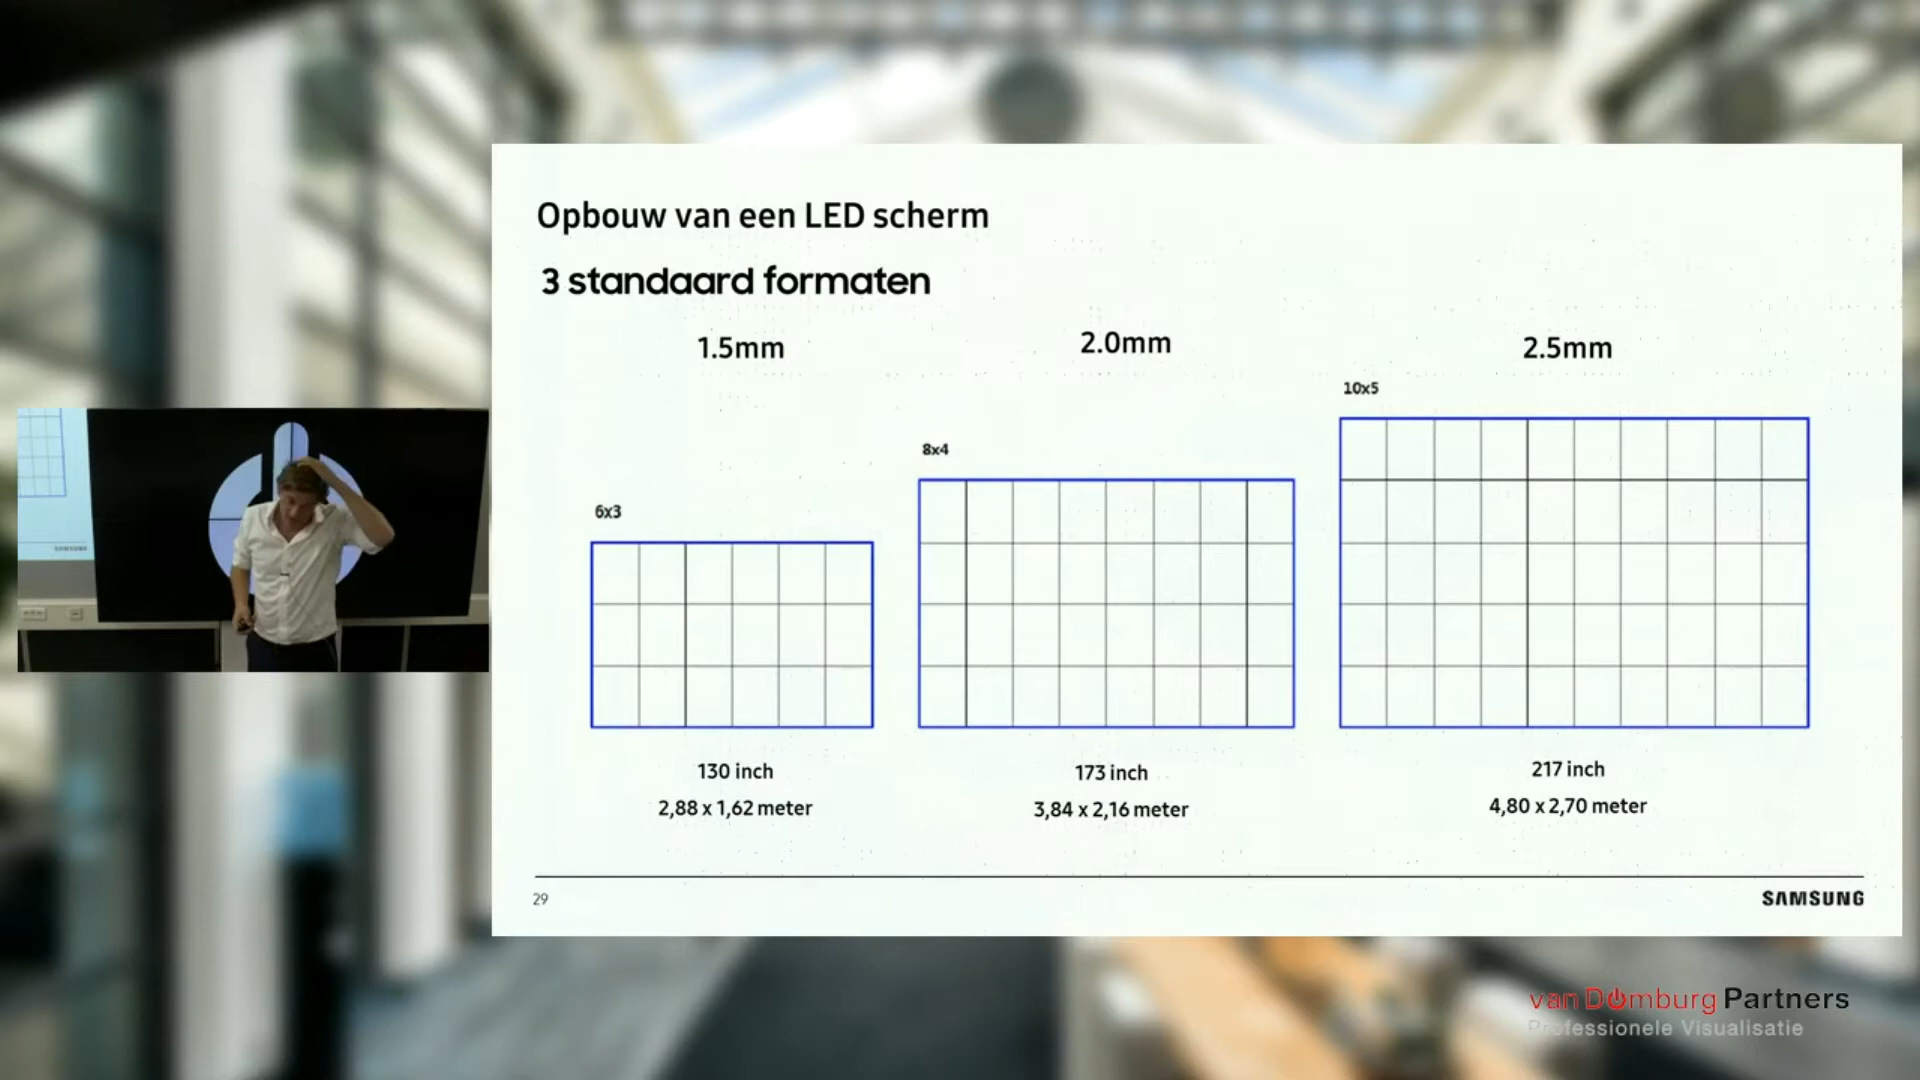 Opbouw van een LED scherm
3 standaard formaten
1.5mm
2.0mm
2.5mm
6x3
8x4
10x5
130 inch
2,88 x 1,62 meter
173 inch
3,84 x 2,16 meter
217 inch
4,80 x 2,70 meter
29
SAMSUNG
SAMSUNG
van Domburg Partners
Professionele Visualisatie